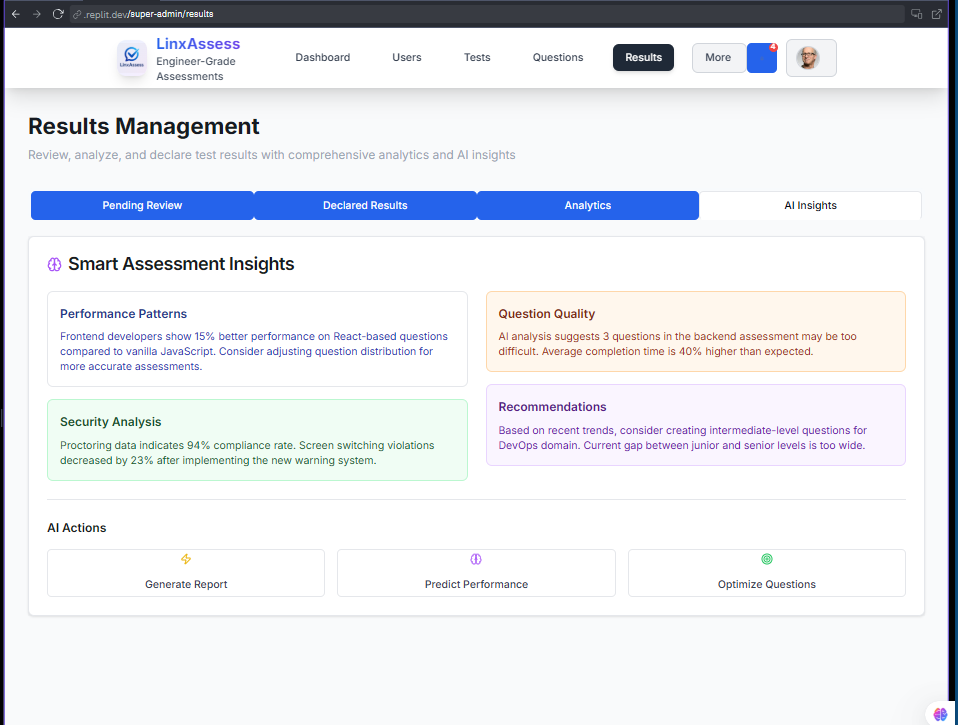 .replit.dev/super-admin/results
LinxAssess
Engineer-Grade
Assessments
LinxAssess
Dashboard
Users
Tests
Questions
Results
More
4
Results Management
Review, analyze, and declare test results with comprehensive analytics and AI insights
Pending Review
Declared Results
Analytics
AI Insights
Smart Assessment Insights
Performance Patterns
Frontend developers show 15% better performance on React-based questions
compared to vanilla JavaScript. Consider adjusting question distribution for
more accurate assessments.
Question Quality
AI analysis suggests 3 questions in the backend assessment may be too
difficult. Average completion time is 40% higher than expected.
Security Analysis
Proctoring data indicates 94% compliance rate. Screen switching violations
decreased by 23% after implementing the new warning system.
Recommendations
Based on recent trends, consider creating intermediate-level questions for
DevOps domain. Current gap between junior and senior levels is too wide.
AI Actions
Generate Report
Predict Performance
Optimize Questions